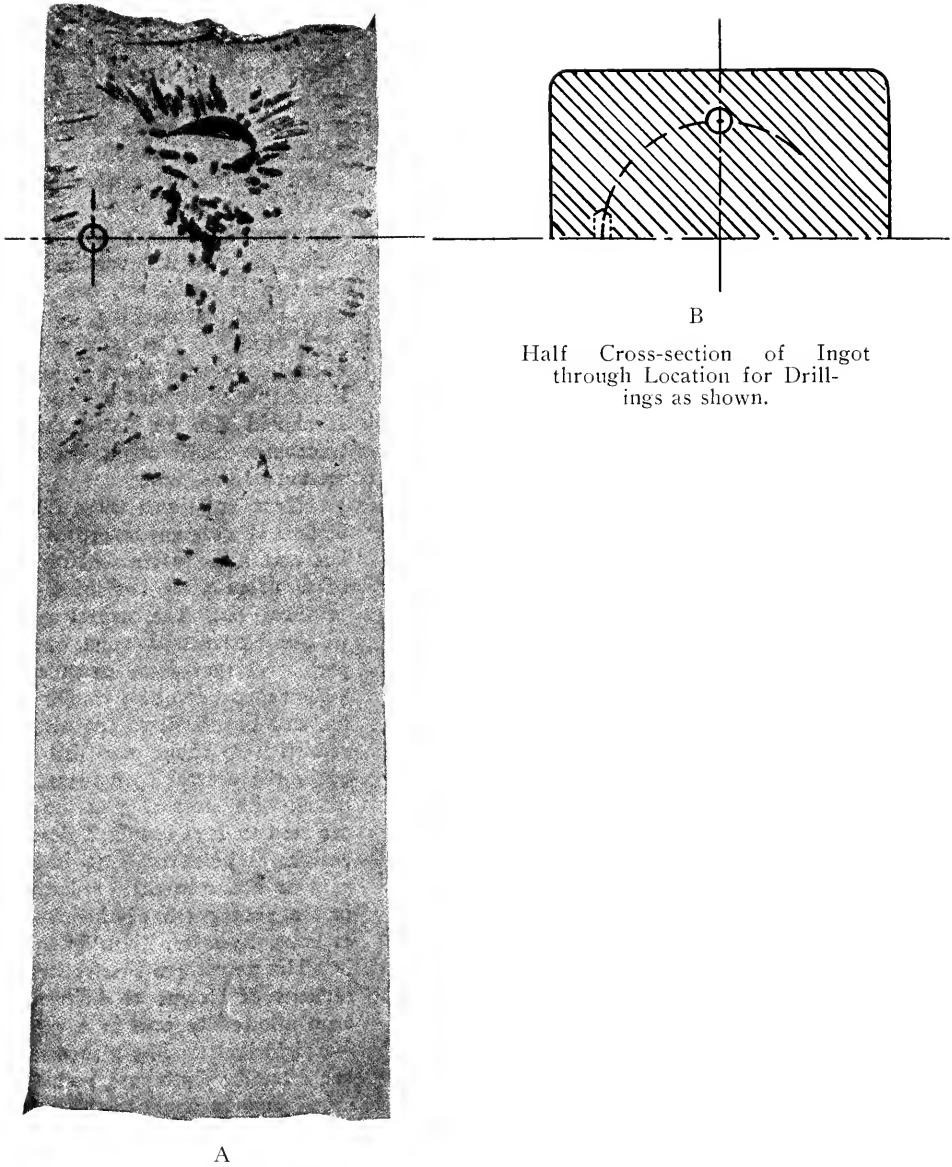 B
Half Cross-section of Ingot
through Location for Drill-
ings as shown.
A